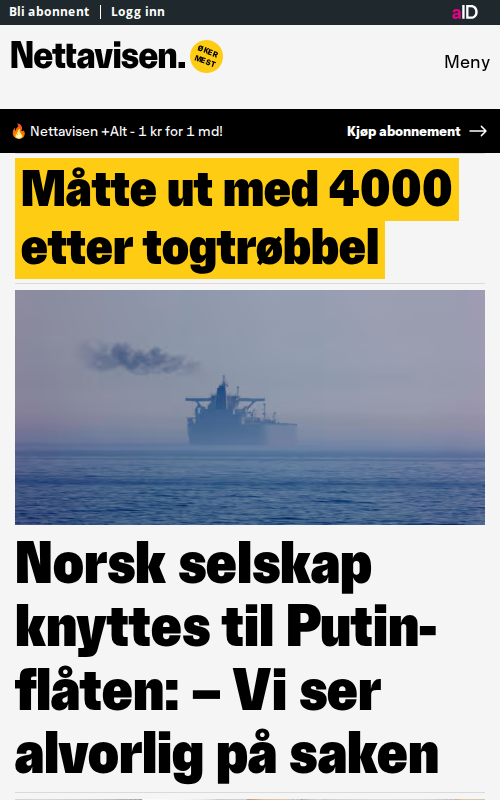 Bli abonnent | Logg inn
aID
Nettavisen.
ØKER
MEST
Meny
Nettavisen +Alt - 1 kr for 1 md!
Kjøp abonnement
Måtte ut med 4000
etter togtrøbbel
Norsk selskap
knyttes til Putin-
flåten: – Vi ser
alvorlig på saken